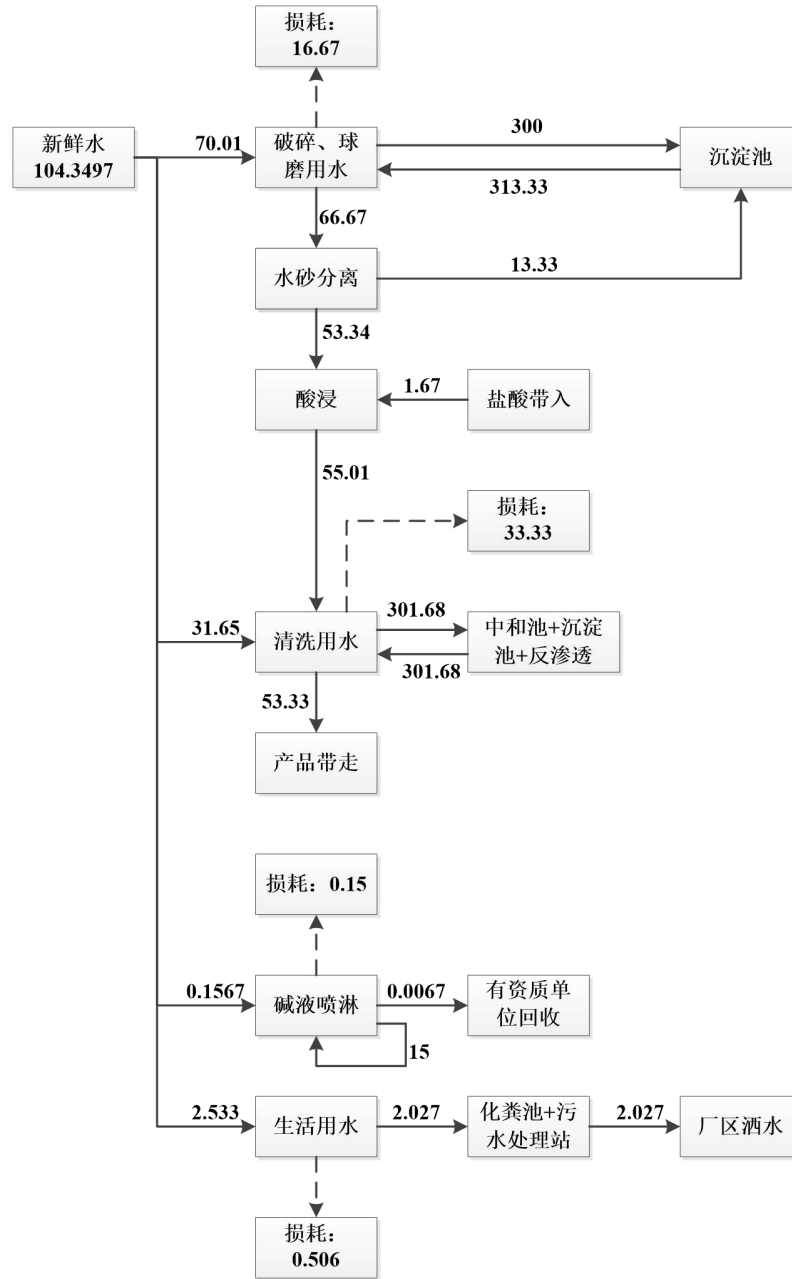 损耗：
16.67
新鲜水
104.3497
70.01
破碎、球
磨用水
300
313.33
沉淀池
66.67
水砂分离
13.33
53.34
酸浸
1.67
盐酸带入
55.01
损耗：
33.33
31.65
清洗用水
301.68
301.68
中和池+沉淀
池+反渗透
53.33
产品带走
损耗：0.15
0.1567
碱液喷淋
0.0067
有资质单
位回收
15
2.533
生活用水
2.027
化粪池+污
水处理站
2.027
厂区洒水
损耗：
0.506